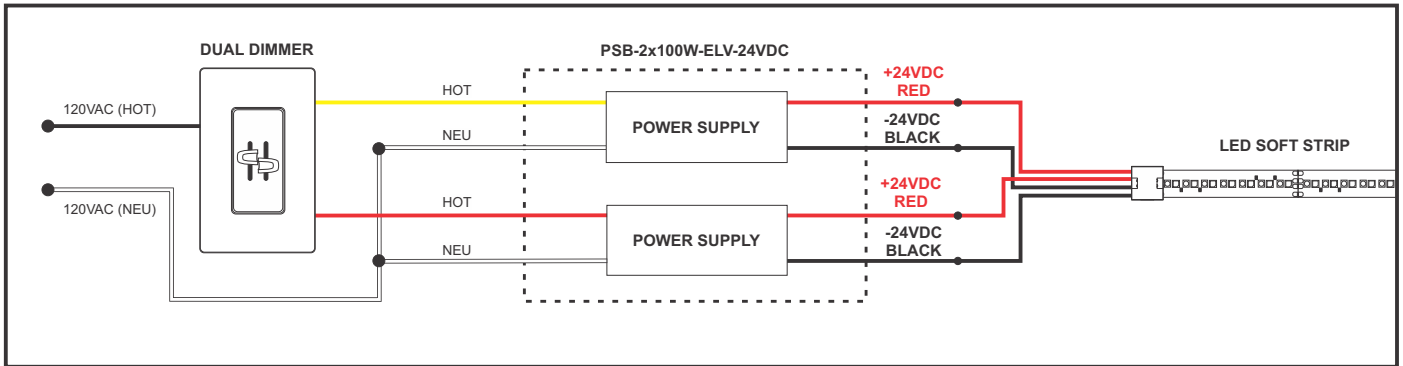 DUAL DIMMER
PSB-2x100W-ELV-24VDC
120VAC (HOT)
120VAC (NEU)
HOT
NEU
HOT
NEU
POWER SUPPLY
POWER SUPPLY
+24VDC
RED
-24VDC
BLACK
+24VDC
RED
-24VDC
BLACK
LED SOFT STRIP